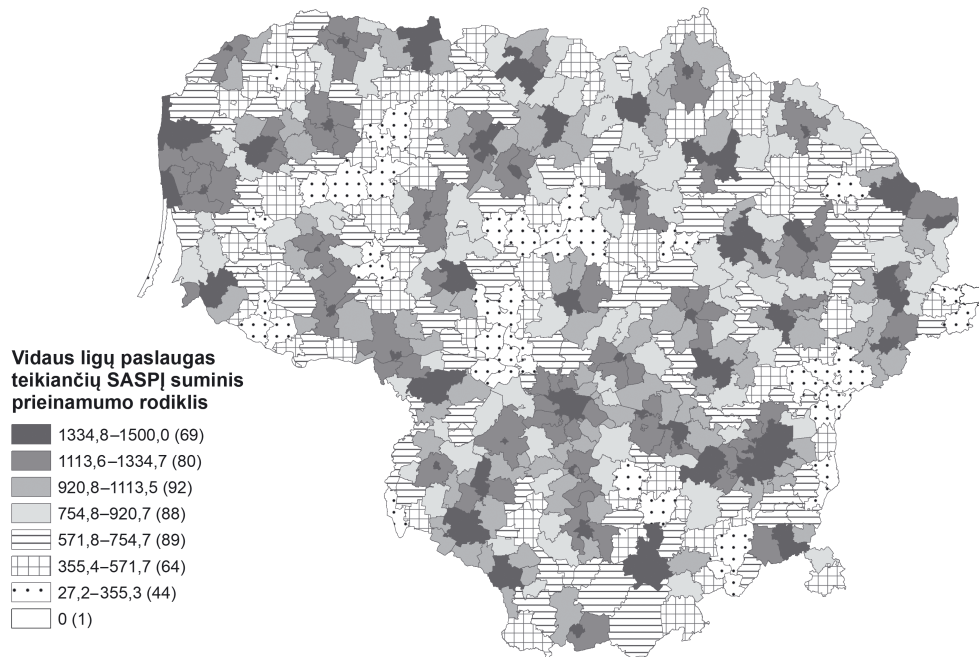 Vidaus ligų paslaugas
teikiančių SASPĮ suminis
prieinamumo rodiklis
1334,8–1500,0 (69)
1113,6–1334,7 (80)
920,8–1113,5 (92)
754,8–920,7 (88)
571,8–754,7 (89)
355,4–571,7 (64)
27,2–355,3 (44)
0 (1)